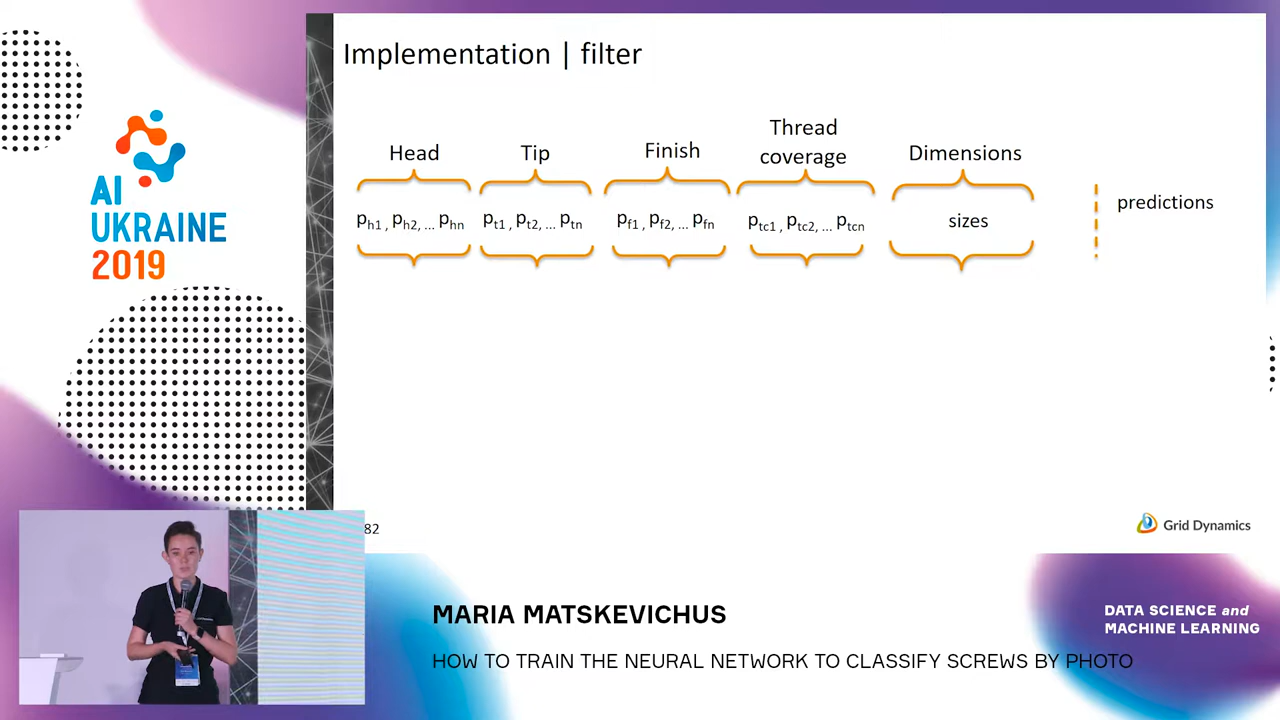 Implementation | filter
Head
Tip
Finish
Thread
coverage
Dimensions
ph1 , ph2, ... phn
pt1 , pt2, ... ptn
pf1 , pf2, ... pfn
ptc1 , ptc2, ... ptcn
sizes
predictions
AI
UKRAINE
2019
82
Grid Dynamics
MARIA MATSKEVICHUS
HOW TO TRAIN THE NEURAL NETWORK TO CLASSIFY SCREWS BY PHOTO
DATA SCIENCE and
MACHINE LEARNING